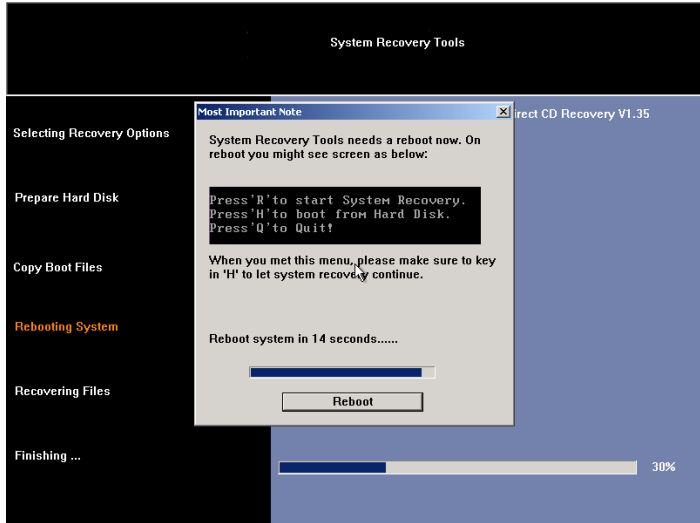 System Recovery Tools
Most Important Note
irect CD Recovery V1.35
Selecting Recovery Options
Prepare Hard Disk
Copy Boot Files
Rebooting System
Recovering Files
Finishing ...
System Recovery Tools needs a reboot now. On
reboot you might see screen as below:
Press'R'to start System Recovery.
Press'H'to boot from Hard Disk.
Press'Q'to Quit!
When you met this menu, please make sure to key
in 'H' to let system recovery continue.
Reboot system in 14 seconds......
Reboot
30%